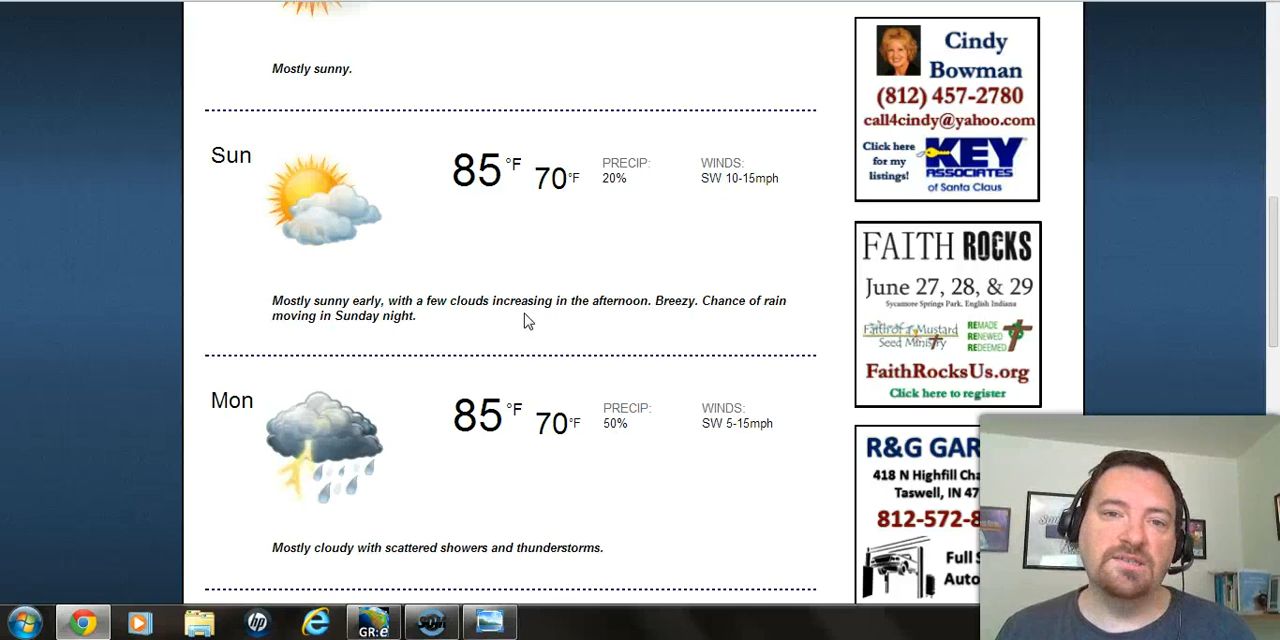 Mostly sunny.
Sun
85 °F 70 °F
PRECIP:
20%
WINDS:
SW 10-15mph
Mostly sunny early, with a few clouds increasing in the afternoon. Breezy. Chance of rain
moving in Sunday night.
Mon
85 °F 70 °F
PRECIP:
50%
WINDS:
SW 5-15mph
Mostly cloudy with scattered showers and thunderstorms.
Cindy
Bowman
(812) 457-2780
call4cindy@yahoo.com
Click here
for my
listings!
KEY
ASSOCIATES
of Santa Claus
FAITH ROCKS
June 27, 28, & 29
Sycamore Springs Park, English Indiana
Faith of a Mustard
Seed Ministry
REMADE
RENEWED
REDEEMED
FaithRocksUs.org
Click here to register
R&G GAR
418 N Highfill Cha
Taswell, IN 47
812-572-8
Full S
Auto
hp
GR:e